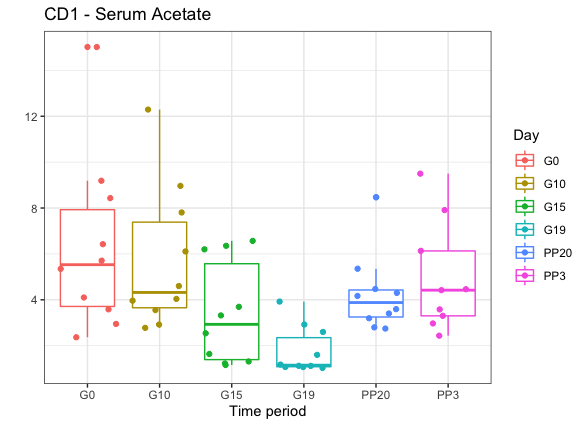 CD1 - Serum Acetate
12
8
4
G0 G10 G15 G19 PP20 PP3
Time period
Day
G0
G10
G15
G19
PP20
PP3